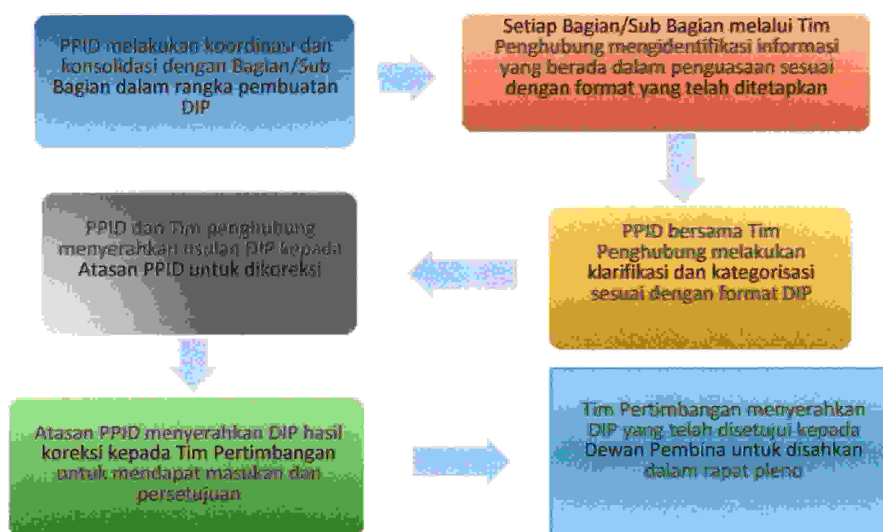 PPID melakukan koordinasi dan
konsolidasi dengan Bagian/Sub
Bagian dalam rangka pembuatan
DIP
Setiap Bagian/Sub Bagian melalui Tim
Penghubung mengidentifikasi informasi
yang berada dalam penguasaan sesuai
dengan format yang telah ditetapkan
PPID bersama Tim
Penghubung melakukan
klarifikasi dan kategorisasi
sesuai dengan format DIP
PPID dan Tim penghubung
menyerahkan usulan DIP kepada
Atasan PPID untuk dikoreksi
Atasan PPID menyerahkan DIP hasil
koreksi kepada Tim Pertimbangan
untuk mendapat masukan dan
persetujuan
Tim Pertimbangan menyerahkan
DIP yang telah disetujui kepada
Dewan Pembina untuk disahkan
dalam rapat pleno